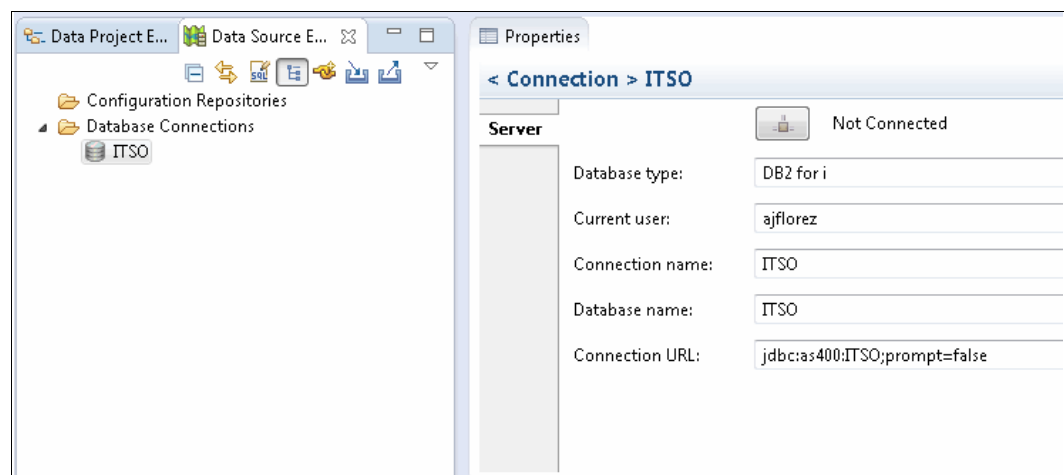 Data Project E... Data Source E...
SQL
Configuration Repositories
Database Connections
ITSO
Properties
< Connection > ITSO
Server
Not Connected
Database type: DB2 for i
Current user: ajflorez
Connection name: ITSO
Database name: ITSO
Connection URL: jdbc:as400:ITSO;prompt=false